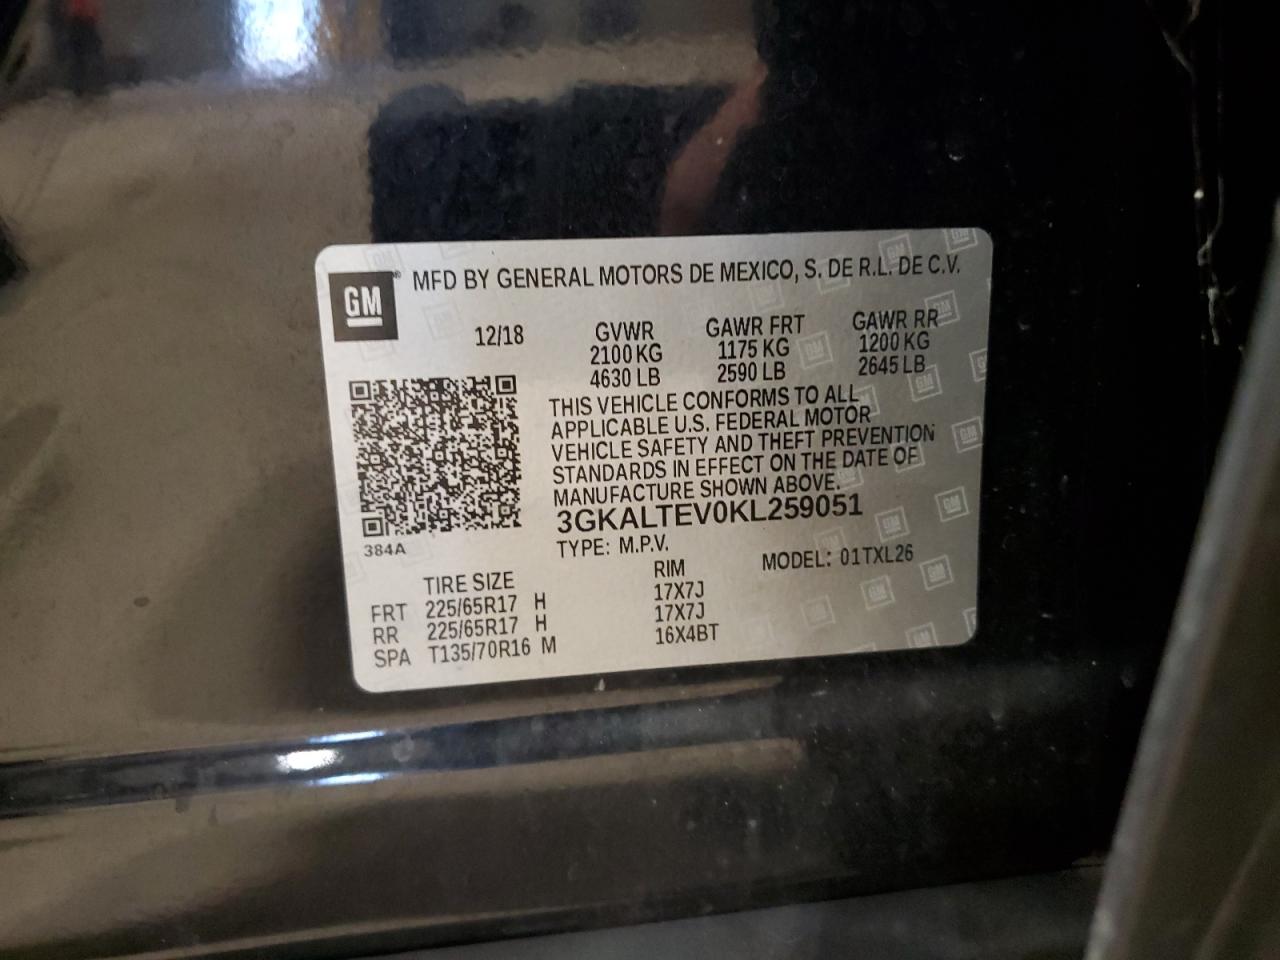 GM ® MFD BY GENERAL MOTORS DE MEXICO, S. DE R.L. DE C.V.
12/18 GVWR GAWR FRT GAWR RR
2100 KG 1175 KG 1200 KG
4630 LB 2590 LB 2645 LB
THIS VEHICLE CONFORMS TO ALL
APPLICABLE U.S. FEDERAL MOTOR
VEHICLE SAFETY AND THEFT PREVENTION
STANDARDS IN EFFECT ON THE DATE OF
MANUFACTURE SHOWN ABOVE.
3GKALTEV0KL259051
384A
TYPE: M.P.V. MODEL: 01TXL26
TIRE SIZE RIM
FRT 225/65R17 H 17X7J
RR 225/65R17 H 17X7J
SPA T135/70R16 M 16X4BT